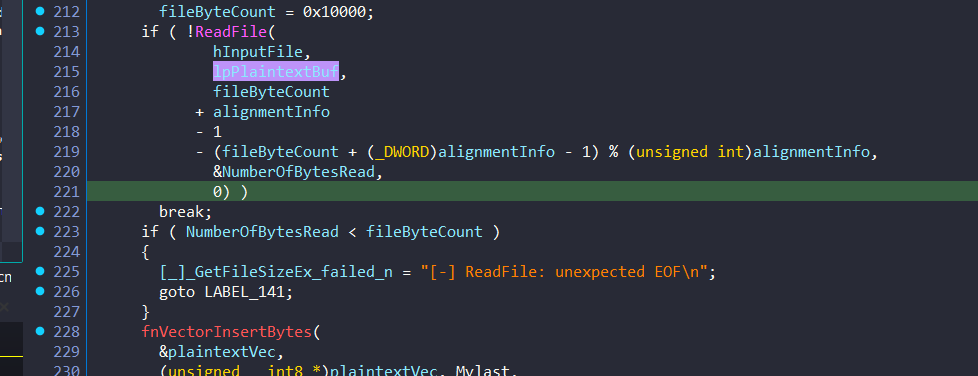 212 fileByteCount = 0x10000;
213 if ( !ReadFile(
214 hInputFile,
215 lpPlaintextBuf,
216 fileByteCount
217 + alignmentInfo
218 - 1
219 - (fileByteCount + (_DWORD)alignmentInfo - 1) % (unsigned int)alignmentInfo,
220 &NumberOfBytesRead,
221 0) )
222 break;
223 if ( NumberOfBytesRead < fileByteCount )
224 {
225 [_]_GetFileSizeEx_failed_n = "[-] ReadFile: unexpected EOF\n";
226 goto LABEL_141;
227 }
228 fnVectorInsertBytes(
229 &plaintextVec,
230 (unsigned __int8 *)plaintextVec._Mylast,
cn